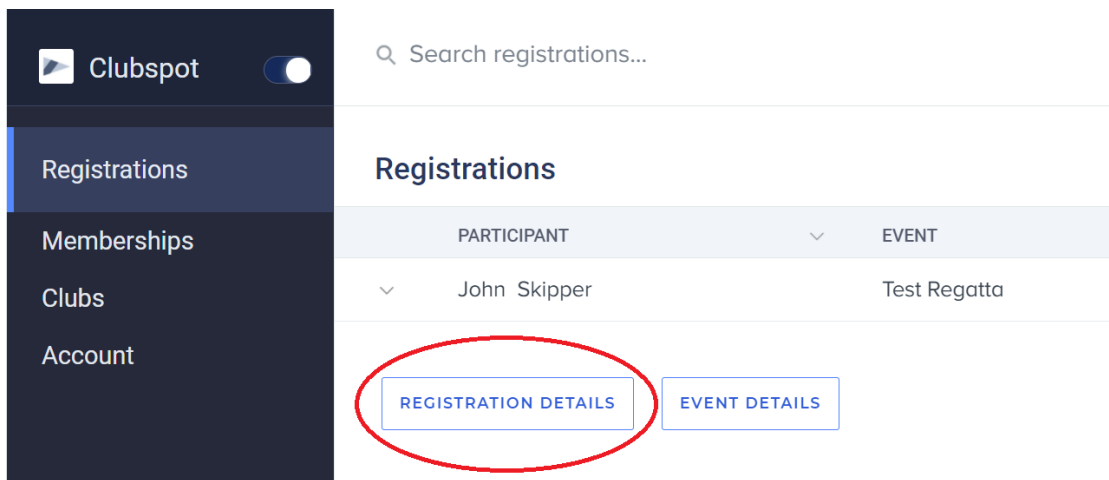 Clubspot
Search registrations...
Registrations
Memberships
Clubs
Account
Registrations
PARTICIPANT EVENT
John Skipper Test Regatta
REGISTRATION DETAILS EVENT DETAILS